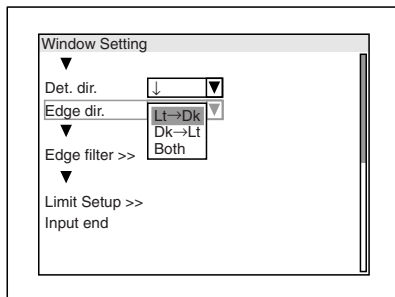 Window Setting
▼
Det. dir. ↓ ▼
Edge dir. ▼
Lt→Dk
▼ Dk→Lt
Edge filter >> Both
▼
Limit Setup >>
Input end